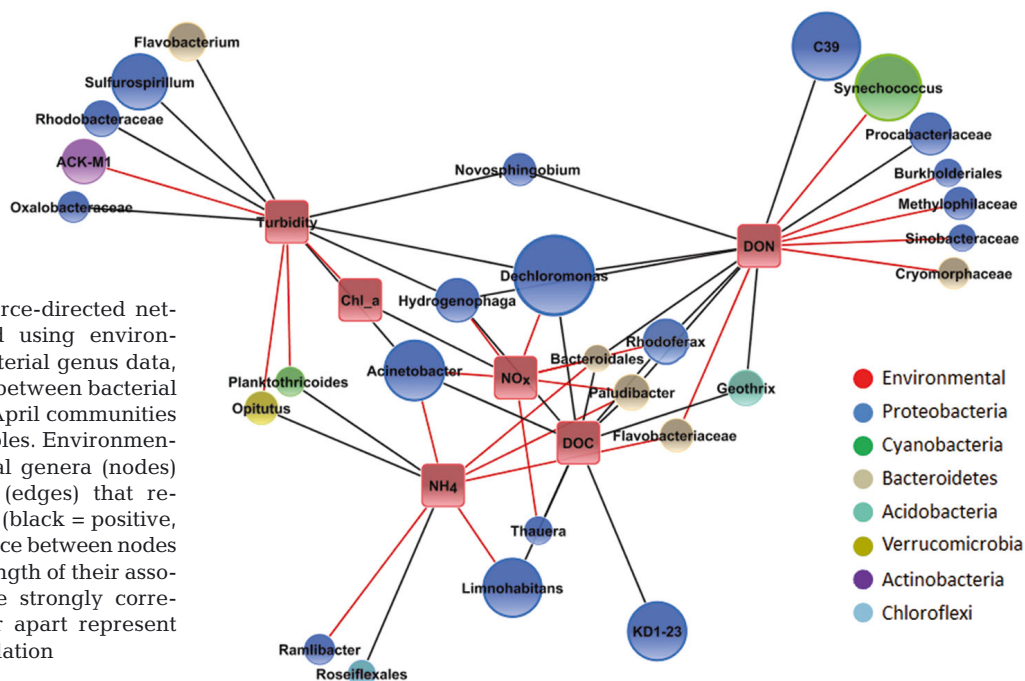 Flavobacterium
Sulfurospirillum
Rhodobacteraceae
ACK-M1
Oxalobacteraceae
Turbidity
Chl_a
Novosphingobium
Dechloromonas
Hydrogenophaga
C39
Synechococcus
Procabacteriaceae
Burkholderiales
Methylophilaceae
Sinobacteraceae
Cryomorphaceae
DON
Acinetobacter
NOx
Bacteroidales
Rhodoferax
Paludibacter
Geothrix
Flavobacteriaceae
DOC
Planktothricoides
Opitutus
NH4
Thauera
Limnohabitans
KD1-23
Ramlibacter
Roseiflexales
Environmental
Proteobacteria
Cyanobacteria
Bacteroidetes
Acidobacteria
Verrucomicrobia
Actinobacteria
Chloroflexi
rce-directed net-
d using environ-
terial genus data,
between bacterial
April communities
ples. Environmen-
al genera (nodes)
(edges) that re-
(black = positive,
ce between nodes
ngth of their asso-
e strongly corre-
r apart represent
lation